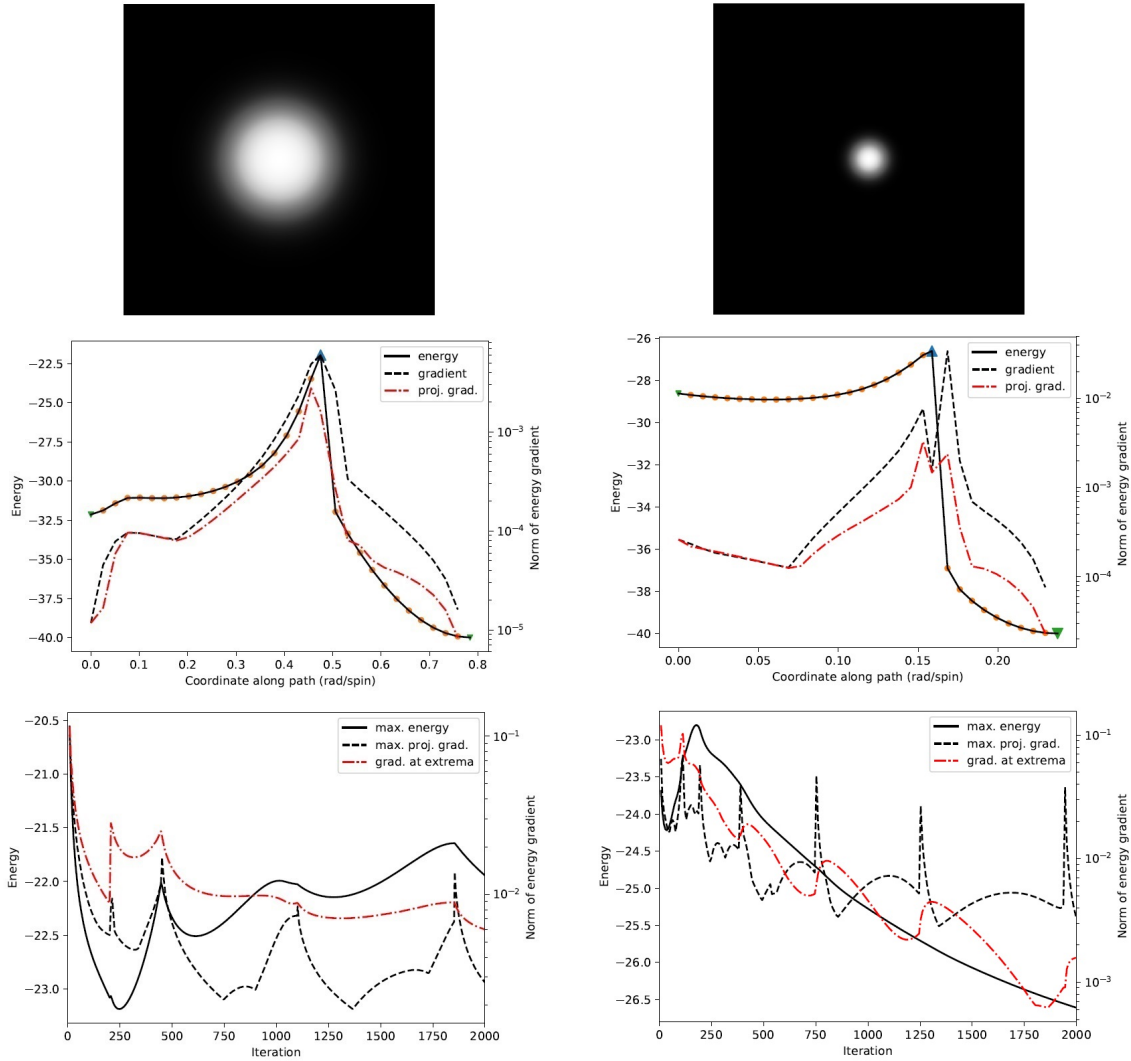 energy
gradient
proj. grad.
−22.5
−25.0
−27.5
−30.0
−32.5
−35.0
−37.5
−40.0
Energy
10⁻³
10⁻⁴
10⁻⁵
Norm of energy gradient
0.0 0.1 0.2 0.3 0.4 0.5 0.6 0.7 0.8
Coordinate along path (rad/spin)
energy
gradient
proj. grad.
−26
−28
−30
−32
−34
−36
−38
−40
Energy
10⁻²
10⁻³
10⁻⁴
Norm of energy gradient
0.00 0.05 0.10 0.15 0.20
Coordinate along path (rad/spin)
max. energy
max. proj. grad.
grad. at extrema
−20.5
−21.0
−21.5
−22.0
−22.5
−23.0
Energy
10⁻¹
10⁻²
Norm of energy gradient
0 250 500 750 1000 1250 1500 1750 2000
Iteration
max. energy
max. proj. grad.
grad. at extrema
−23.0
−23.5
−24.0
−24.5
−25.0
−25.5
−26.0
−26.5
Energy
10⁻¹
10⁻²
10⁻³
Norm of energy gradient
0 250 500 750 1000 1250 1500 1750 2000
Iteration